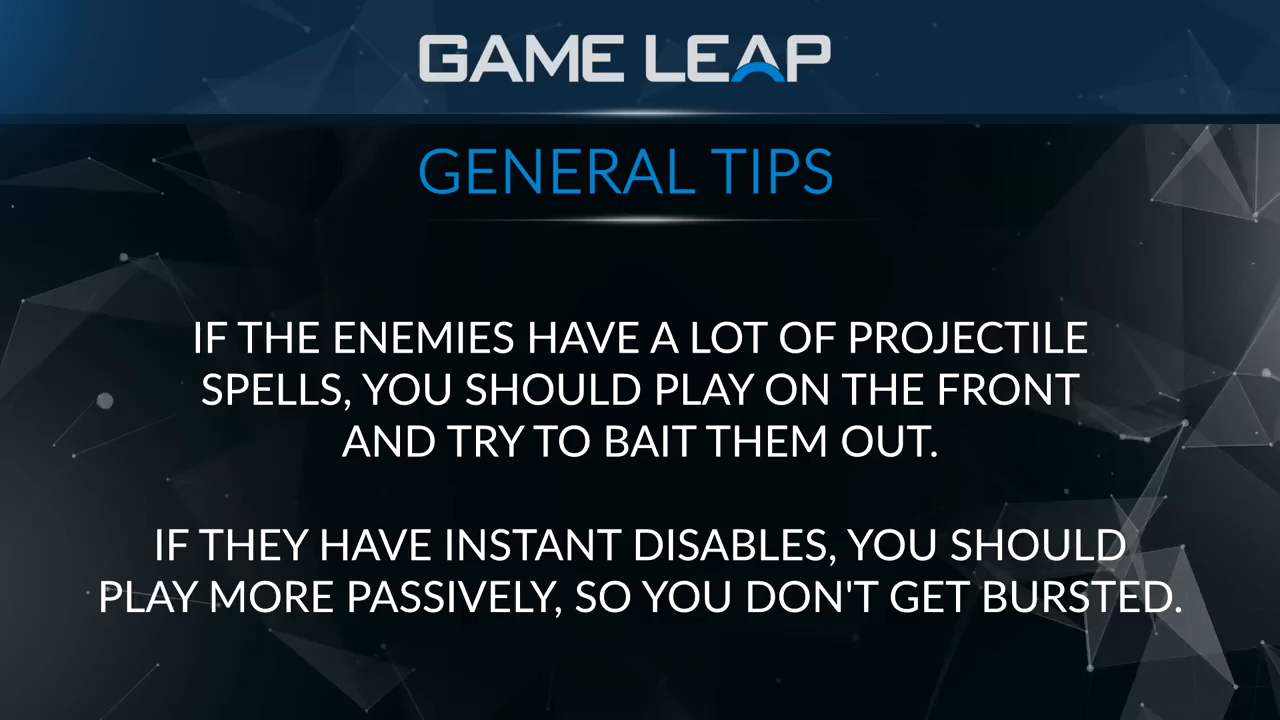 GAME LEAP
GENERAL TIPS
IF THE ENEMIES HAVE A LOT OF PROJECTILE
SPELLS, YOU SHOULD PLAY ON THE FRONT
AND TRY TO BAIT THEM OUT.
IF THEY HAVE INSTANT DISABLES, YOU SHOULD
PLAY MORE PASSIVELY, SO YOU DON'T GET BURSTED.